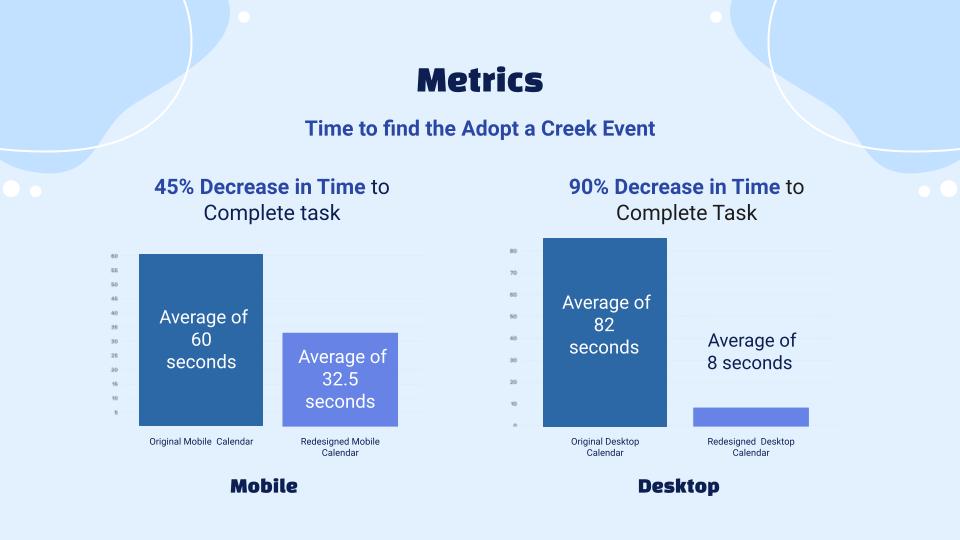 Metrics
Time to find the Adopt a Creek Event
45% Decrease in Time to
Complete task
60
55
50
45
40
35
30
25
20
15
10
5
Average of
60
seconds
Average of
32.5
seconds
Original Mobile Calendar
Redesigned Mobile
Calendar
Mobile
90% Decrease in Time to
Complete Task
80
70
60
50
40
30
20
10
0
Average of
82
seconds
Average of
8 seconds
Original Desktop
Calendar
Redesigned Desktop
Calendar
Desktop